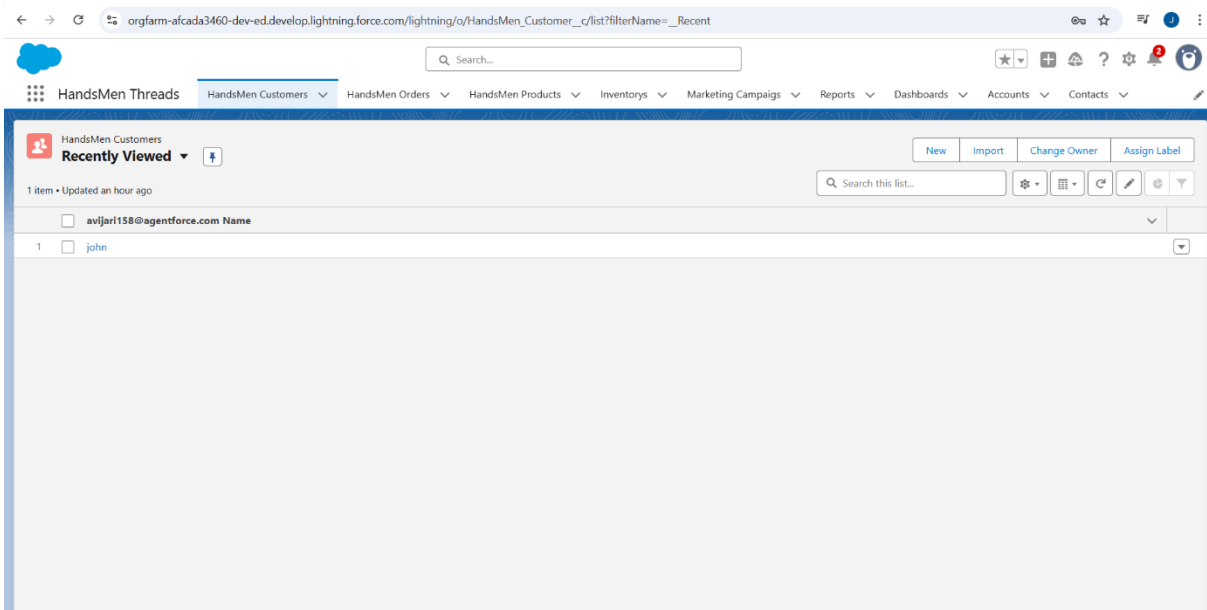 orgfarm-afcada3460-dev-ed.develop.lightning.force.com/lightning/o/HandsMen_Customer__c/list?filterName=__Recent
J
Search...
2
HandsMen Threads HandsMen Customers HandsMen Orders HandsMen Products Inventorys Marketing Campaigs Reports Dashboards Accounts Contacts
HandsMen Customers
Recently Viewed
New Import Change Owner Assign Label
1 item • Updated an hour ago
Search this list...
avijari158@agentforce.com Name
1 john